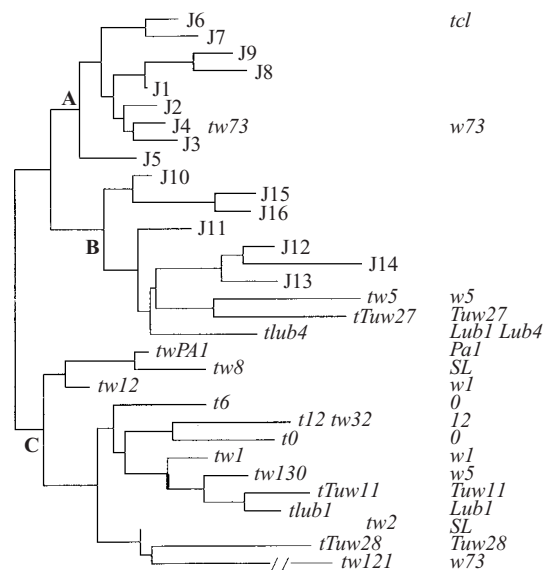 J6 tcl
J7
J9
J8
J1
A
J2
J4 tw73 w73
J3
J5
J10
J15
J16
J11
B
J12
J14
J13
tw5 w5
tTuw27 Tuw27
tlub4 Lub1 Lub4
twPA1 Pa1
tw8 SL
tw12 w1
t6 0
t12 tw32 12
C
t0 0
tw1 w1
tw130 w5
tTuw11 Tuw11
tlub1 Lub1
tw2 SL
tTuw28 Tuw28
tw121 w73